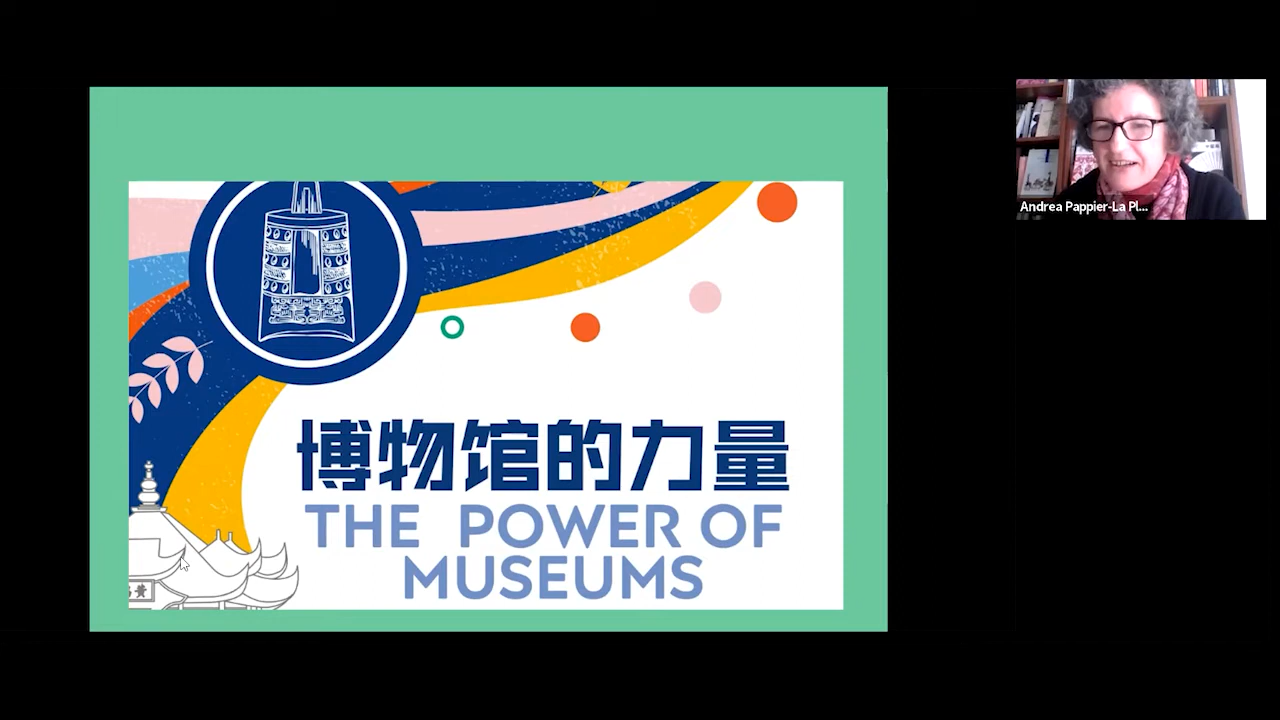 博物馆的力量
THE POWER OF
MUSEUMS
Andrea Pappier-La Pl...